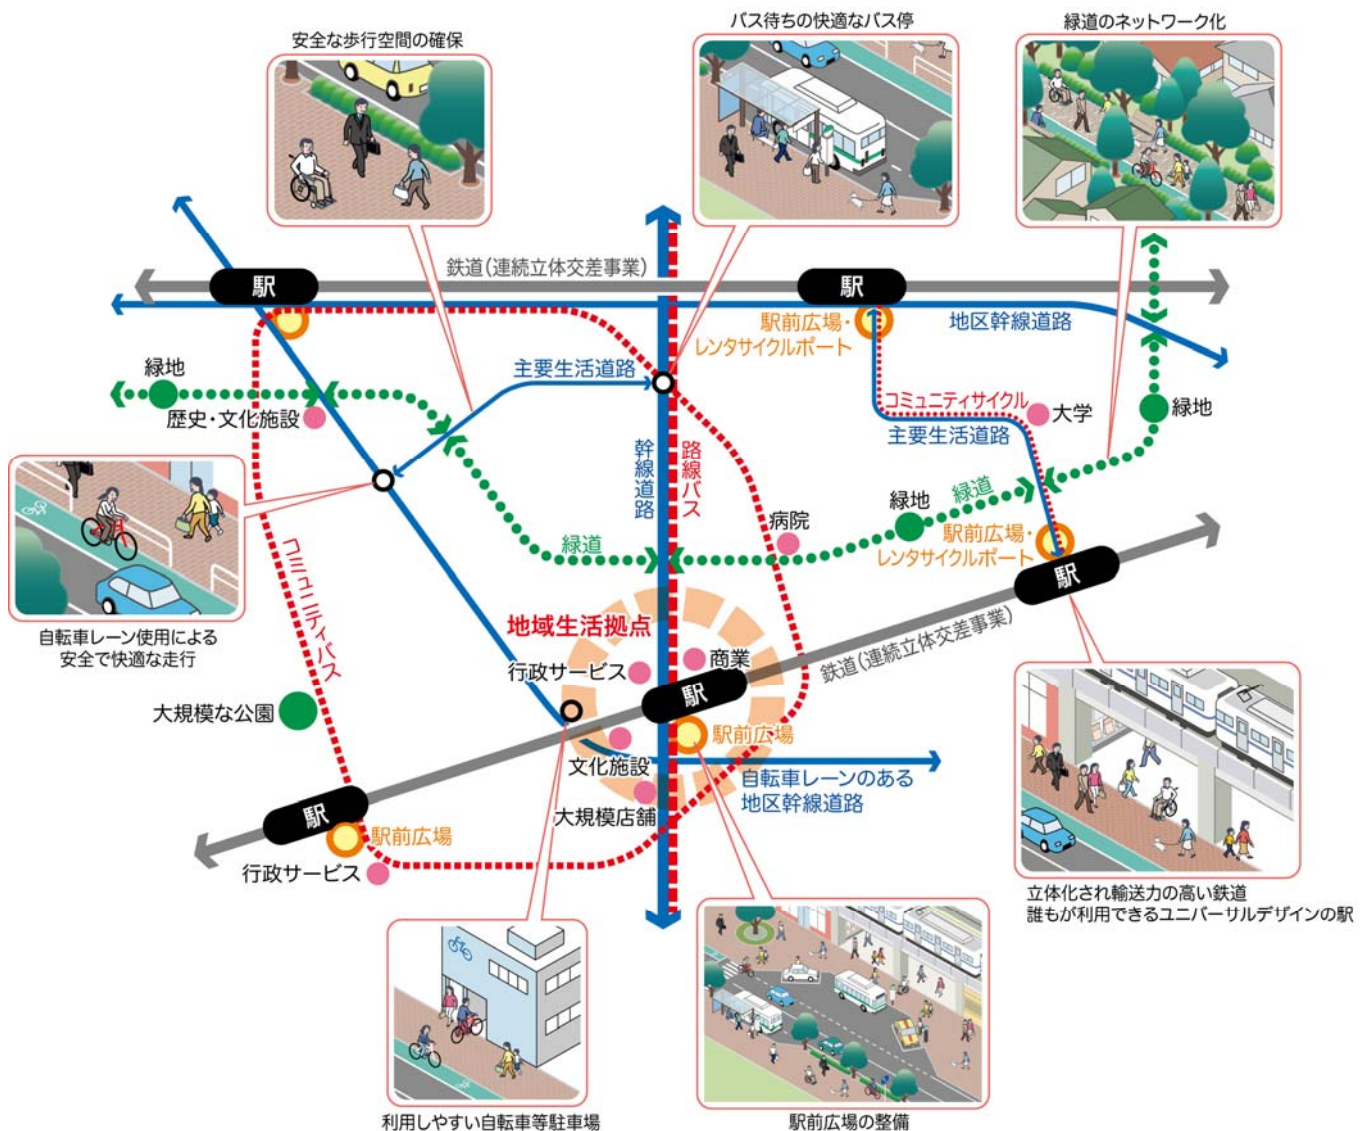 安全な歩行空間の確保
バス待ちの快適なバス停
緑道のネットワーク化
鉄道(連続立体交差事業)
駅
駅
駅前広場・
レンタサイクルポート
地区幹線道路
緑地
歴史・文化施設
主要生活道路
コミュニティサイクル
主要生活道路
大学
緑地
幹線道路
路線バス
緑地
緑道
病院
緑道
駅前広場・
レンタサイクルポート
駅
自転車レーン使用による
安全で快適な走行
コミュニティバス
地域生活拠点
行政サービス
商業
駅
鉄道(連続立体交差事業)
大規模な公園
駅前広場
文化施設
自転車レーンのある
地区幹線道路
大規模店舗
駅
駅前広場
行政サービス
立体化され輸送力の高い鉄道
誰もが利用できるユニバーサルデザインの駅
利用しやすい自転車等駐車場
駅前広場の整備